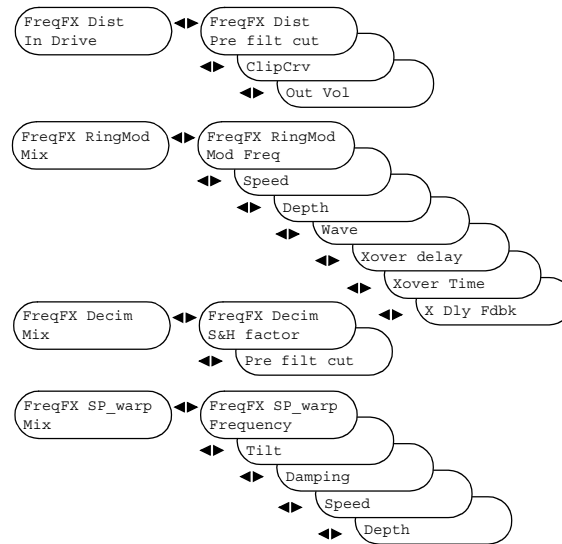 FreqFX Dist
In Drive
FreqFX Dist
Pre filt cut
ClipCrv
Out Vol
FreqFX RingMod
Mix
FreqFX RingMod
Mod Freq
Speed
Depth
Wave
Xover delay
Xover Time
X Dly Fdbk
FreqFX Decim
Mix
FreqFX Decim
S&H factor
Pre filt cut
FreqFX SP_warp
Mix
FreqFX SP_warp
Frequency
Tilt
Damping
Speed
Depth